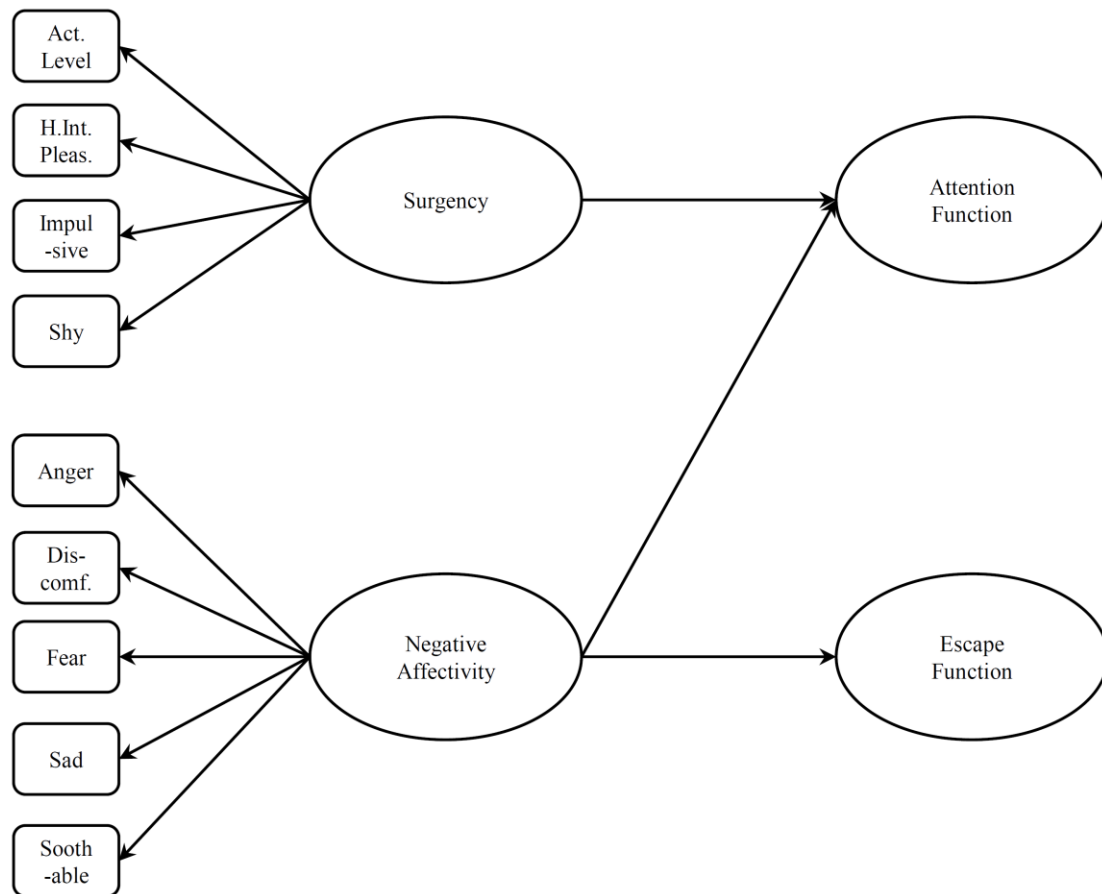 Act.
Level
H.Int.
Pleas.
Impul
-sive
Shy
Surgency
Attention
Function
Anger
Dis-
comf.
Fear
Sad
Sooth
-able
Negative
Affectivity
Escape
Function